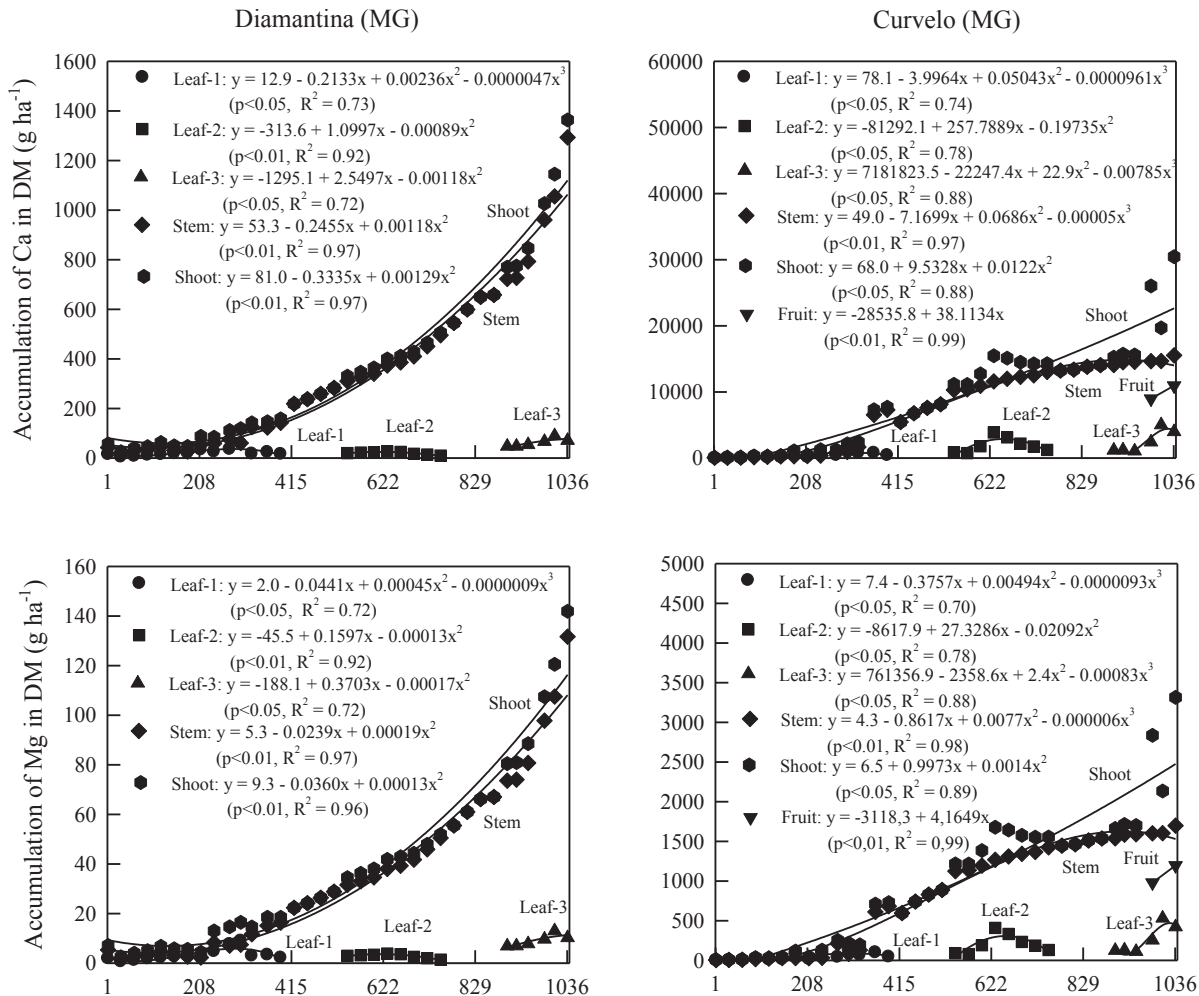 Diamantina (MG)
Curvelo (MG)
Accumulation of Ca in DM (g ha⁻¹)
1600
1400
1200
1000
800
600
400
200
0
Leaf-1: y = 12.9 - 0.2133x + 0.00236x² - 0.0000047x³
(p<0.05, R² = 0.73)
Leaf-2: y = -313.6 + 1.0997x - 0.00089x²
(p<0.01, R² = 0.92)
Leaf-3: y = -1295.1 + 2.5497x - 0.00118x²
(p<0.05, R² = 0.72)
Stem: y = 53.3 - 0.2455x + 0.00118x²
(p<0.01, R² = 0.97)
Shoot: y = 81.0 - 0.3335x + 0.00129x²
(p<0.01, R² = 0.97)
Shoot
Stem
Leaf-1
Leaf-2
Leaf-3
1 208 415 622 829 1036
60000
50000
40000
30000
20000
10000
0
Leaf-1: y = 78.1 - 3.9964x + 0.05043x² - 0.0000961x³
(p<0.05, R² = 0.74)
Leaf-2: y = -81292.1 + 257.7889x - 0.19735x²
(p<0.05, R² = 0.78)
Leaf-3: y = 7181823.5 - 22247.4x + 22.9x² - 0.00785x³
(p<0.05, R² = 0.88)
Stem: y = 49.0 - 7.1699x + 0.0686x² - 0.00005x³
(p<0.01, R² = 0.97)
Shoot: y = 68.0 + 9.5328x + 0.0122x²
(p<0.05, R² = 0.88)
Fruit: y = -28535.8 + 38.1134x
(p<0.01, R² = 0.99)
Shoot
Stem
Fruit
Leaf-1
Leaf-2
Leaf-3
1 208 415 622 829 1036
Accumulation of Mg in DM (g ha⁻¹)
160
140
120
100
80
60
40
20
0
Leaf-1: y = 2.0 - 0.0441x + 0.00045x² - 0.0000009x³
(p<0.05, R² = 0.72)
Leaf-2: y = -45.5 + 0.1597x - 0.00013x²
(p<0.01, R² = 0.92)
Leaf-3: y = -188.1 + 0.3703x - 0.00017x²
(p<0.05, R² = 0.72)
Stem: y = 5.3 - 0.0239x + 0.00019x²
(p<0.01, R² = 0.97)
Shoot: y = 9.3 - 0.0360x + 0.00013x²
(p<0.01, R² = 0.96)
Shoot
Stem
Leaf-1
Leaf-2
Leaf-3
1 208 415 622 829 1036
5000
4500
4000
3500
3000
2500
2000
1500
1000
500
0
Leaf-1: y = 7.4 - 0.3757x + 0.00494x² - 0.0000093x³
(p<0.05, R² = 0.70)
Leaf-2: y = -8617.9 + 27.3286x - 0.02092x²
(p<0.05, R² = 0.78)
Leaf-3: y = 761356.9 - 2358.6x + 2.4x² - 0.00083x³
(p<0.05, R² = 0.88)
Stem: y = 4.3 - 0.8617x + 0.0077x² - 0.000006x³
(p<0.01, R² = 0.98)
Shoot: y = 6.5 + 0.9973x + 0.0014x²
(p<0.05, R² = 0.89)
Fruit: y = -3118,3 + 4,1649x
(p<0,01, R² = 0,99)
Shoot
Stem
Fruit
Leaf-1
Leaf-2
Leaf-3
1 208 415 622 829 1036